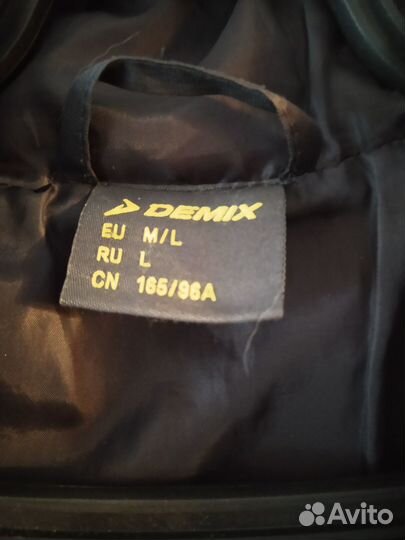 DEMIX
EU M/L
RU L
CN 165/96A
Avito